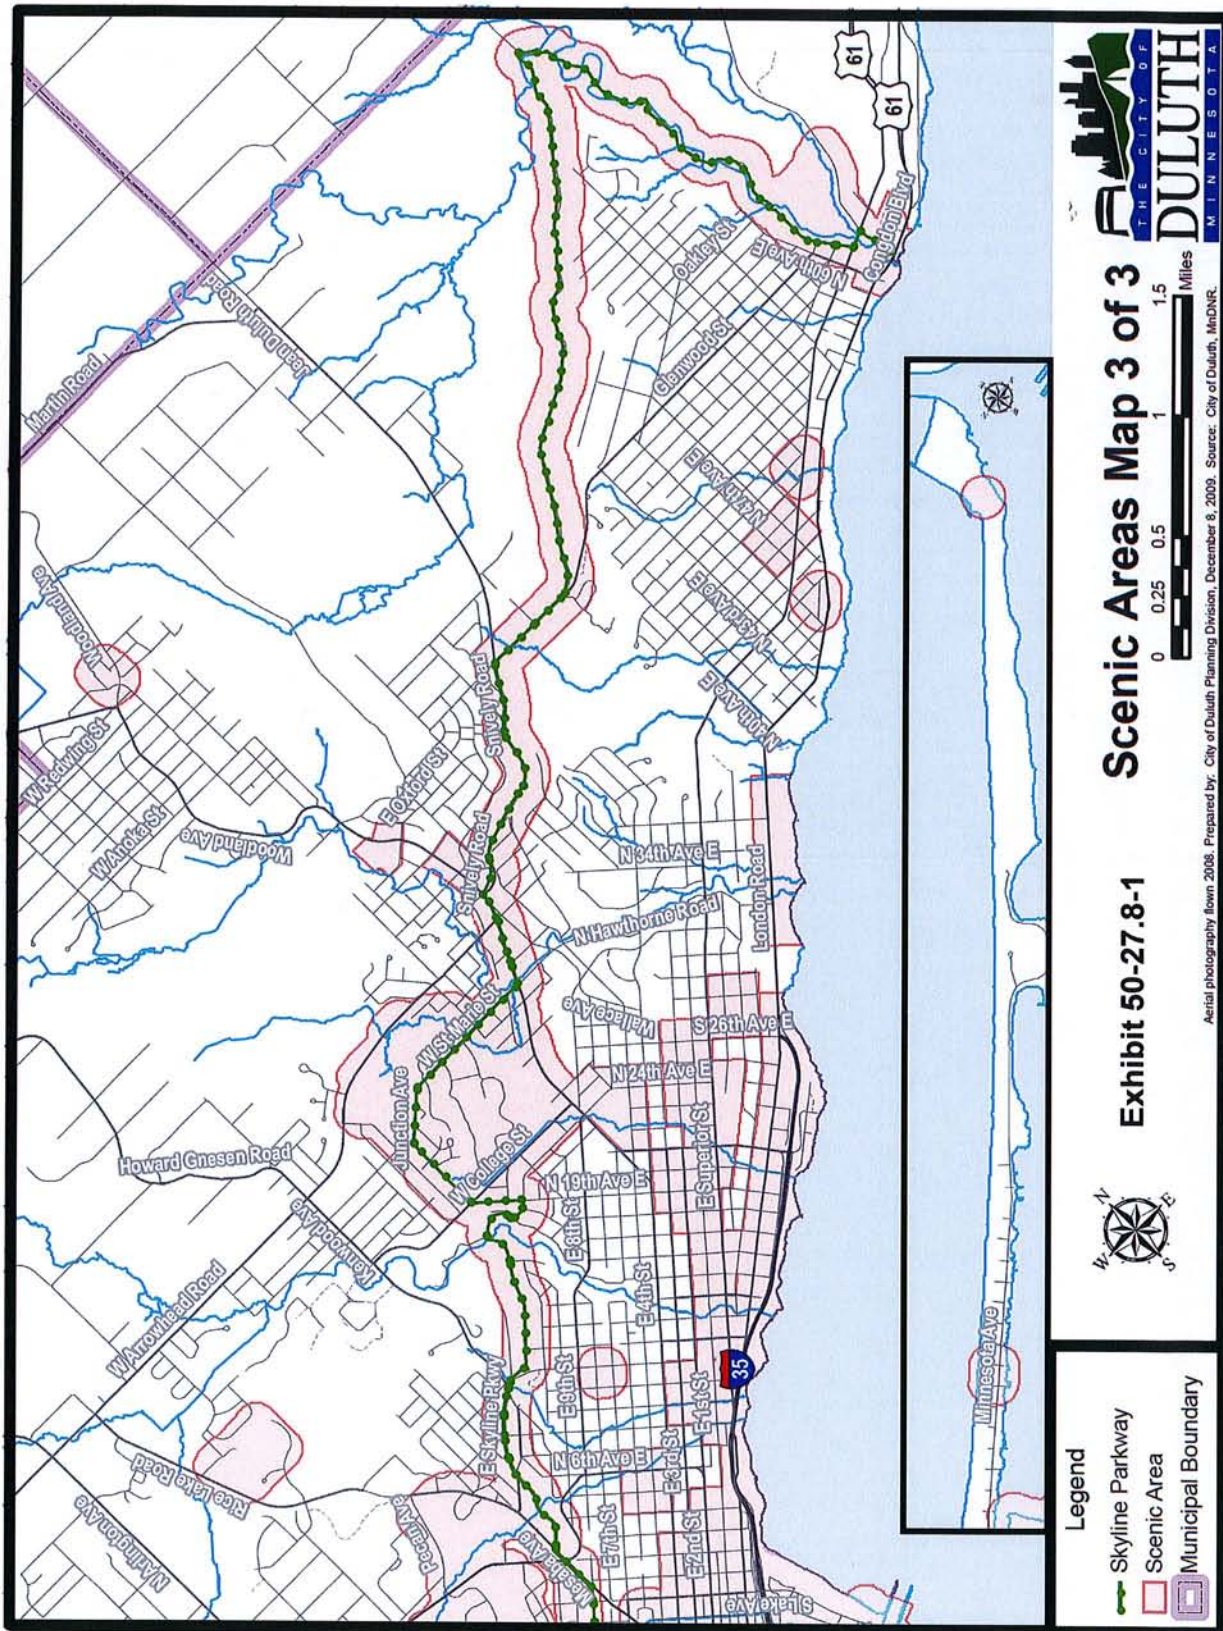 Martin Road
Jean Duluth Road
Woodland Ave
W Redwing St
W Anoka St
Woodland Ave
E Oxford St
Snively Road
Snively Road
Howard Gnesen Road
Junction Ave
W St Marie St
W College St
Kenwood Ave
W Arrowhead Road
Rice Lake Road
N Arlington Ave
Pecan Ave
E Skyline Pkwy
Mesaba Ave
61
61
Congdon Blvd
N 60th Ave E
Oakley St
Glenwood St
N 47th Ave E
N 43rd Ave E
N 40th Ave E
N 34th Ave E
N Hawthorne Road
London Road
Wallace Ave
S 26th Ave E
N 24th Ave E
E Superior St
N 19th Ave E
E 8th St
E 4th St
E 9th St
N 6th Ave E
E 1st St
E 3rd St
E 2nd St
E 7th St
S Lake Ave
35
Minnesota Ave
Legend
Skyline Parkway
Scenic Area
Municipal Boundary
N
E
S
W
Exhibit 50-27.8-1
Scenic Areas Map 3 of 3
0 0.25 0.5 1 1.5
Miles
THE CITY OF
DULUTH
MINNESOTA
Aerial photography flown 2008. Prepared by: City of Duluth Planning Division, December 8, 2009. Source: City of Duluth, MnDNR.